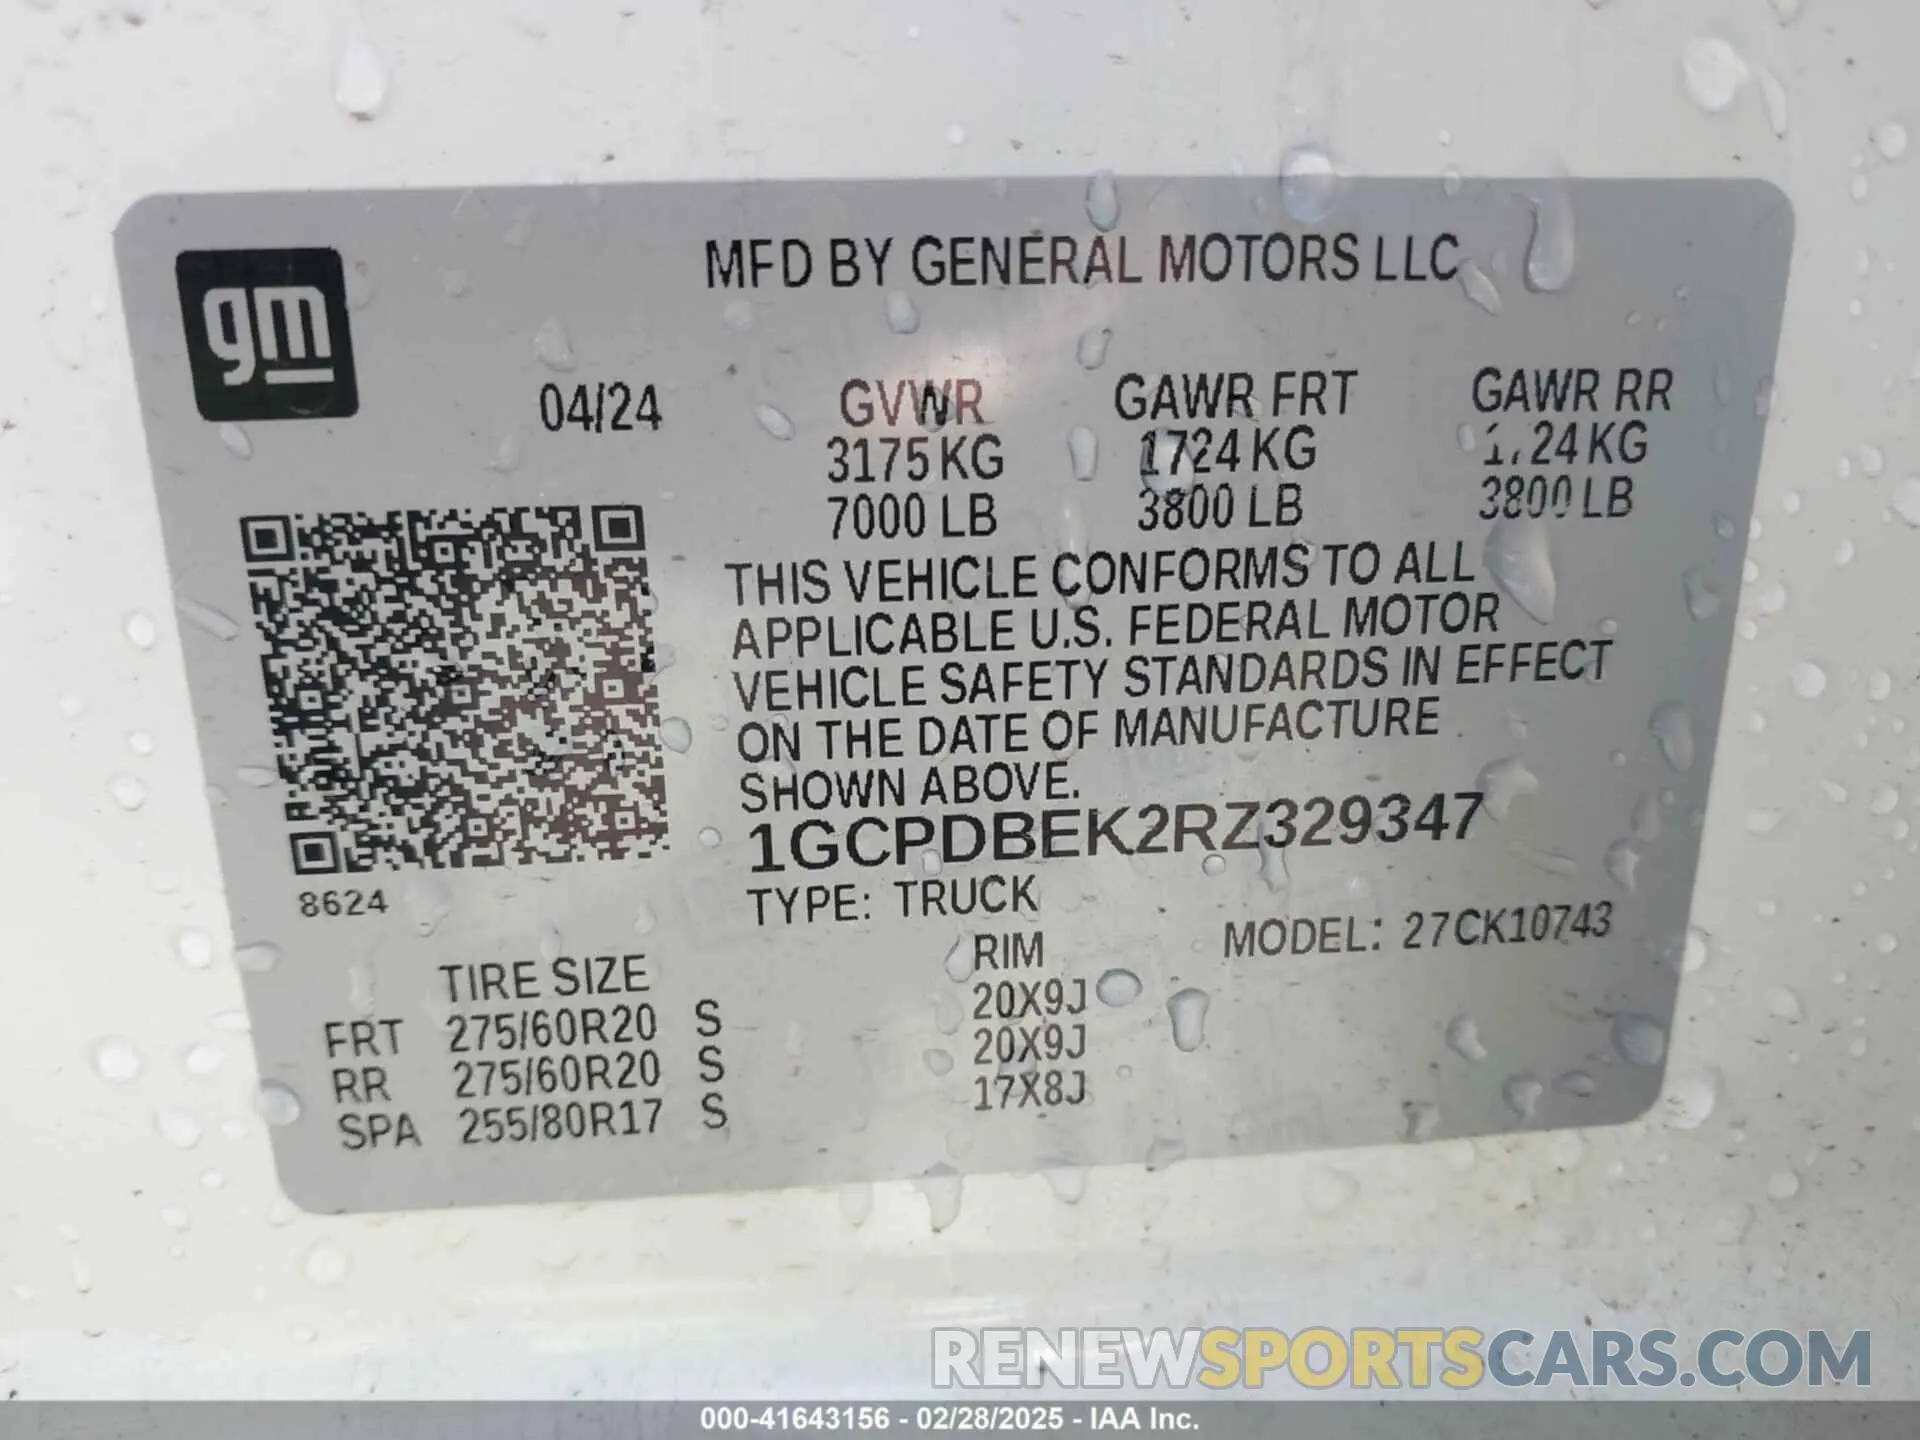 gm
MFD BY GENERAL MOTORS LLC
04/24 GVWR GAWR FRT GAWR RR
3175 KG 1724 KG 1724 KG
7000 LB 3800 LB 3800 LB
THIS VEHICLE CONFORMS TO ALL
APPLICABLE U.S. FEDERAL MOTOR
VEHICLE SAFETY STANDARDS IN EFFECT
ON THE DATE OF MANUFACTURE
SHOWN ABOVE.
1GCPDBEK2RZ329347
8624
TYPE: TRUCK MODEL: 27CK10743
TIRE SIZE RIM
FRT 275/60R20 S 20X9J
RR 275/60R20 S 20X9J
SPA 255/80R17 S 17X8J
RENEWSPORTSCARS.COM
000-41643156 - 02/28/2025 - IAA Inc.